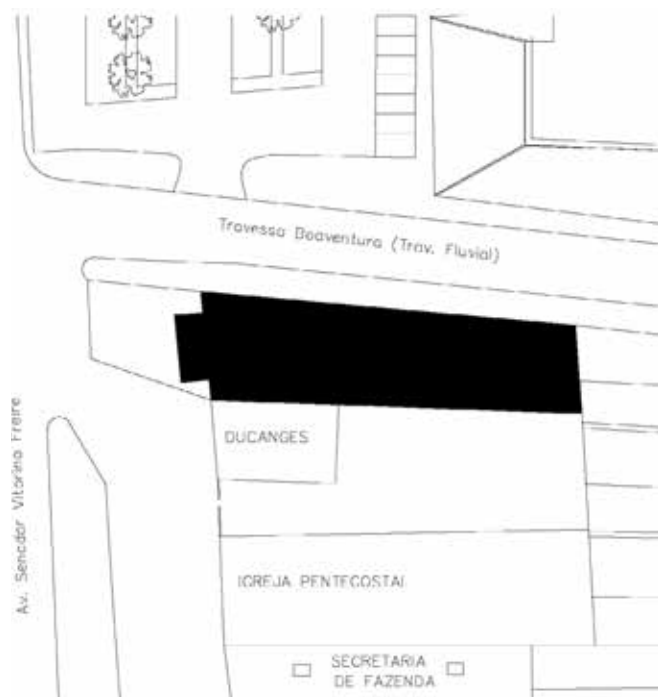 Travessa Boaventura (Trav. Fluvial)
Av. Senador Vitorino Freire
DUCANGES
IGREJA PENTECOSTAL
SECRETARIA
DE FAZENDA